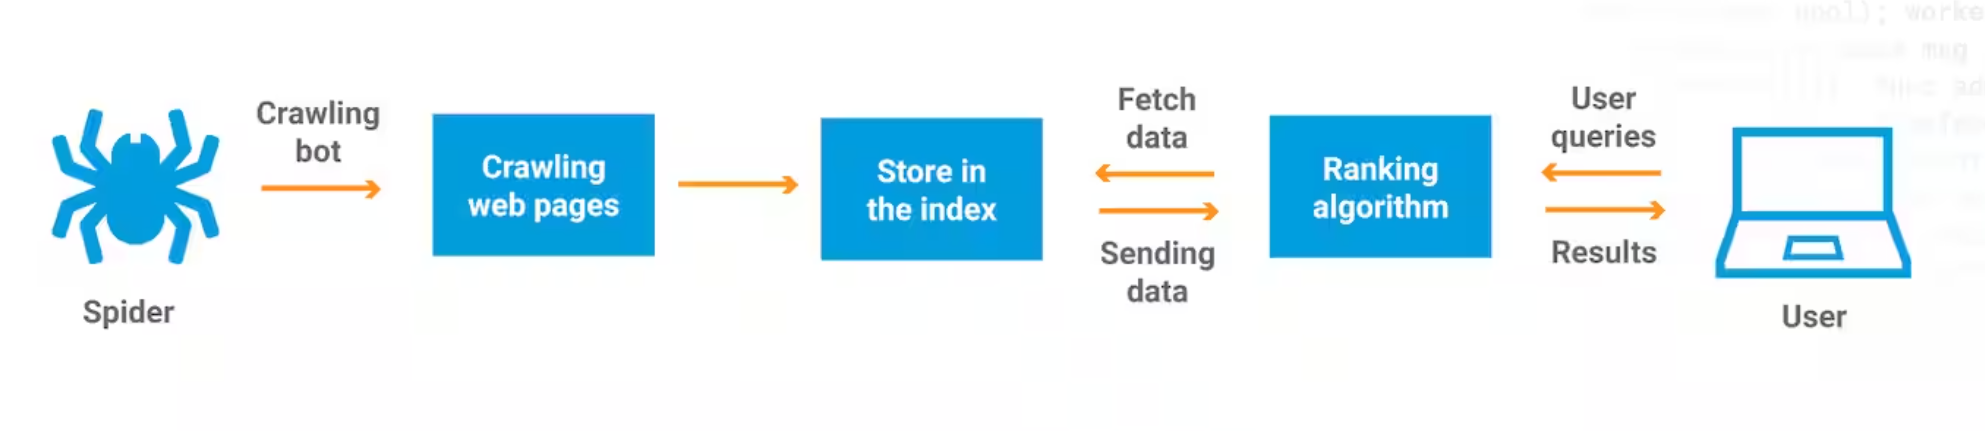 Crawling
bot
Spider
Crawling
web pages
Store in
the index
Fetch
data
Sending
data
Ranking
algorithm
User
queries
Results
User